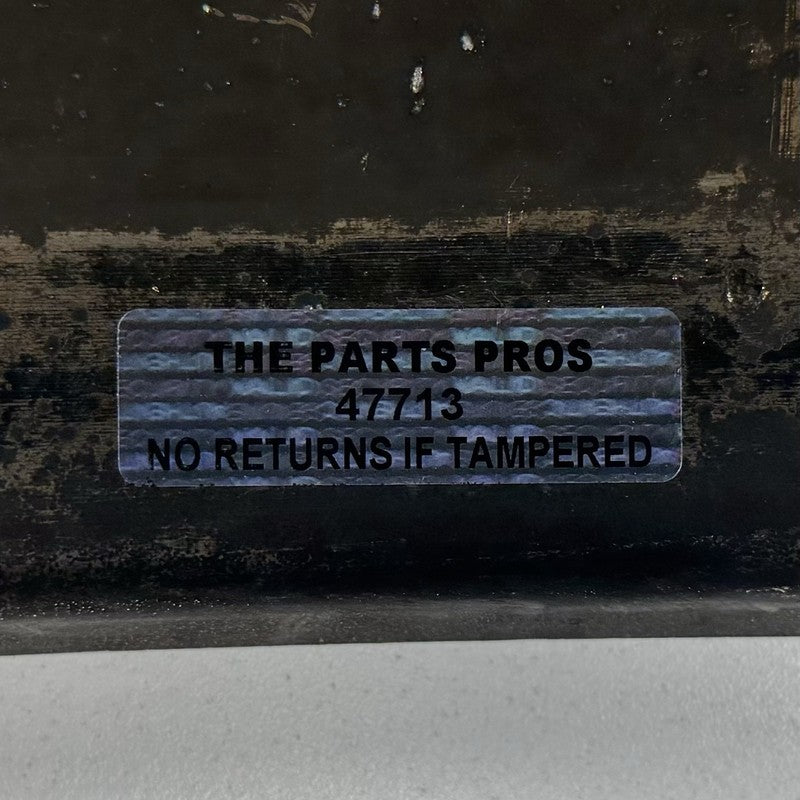 THE PARTS PROS
47713
NO RETURNS IF TAMPERED